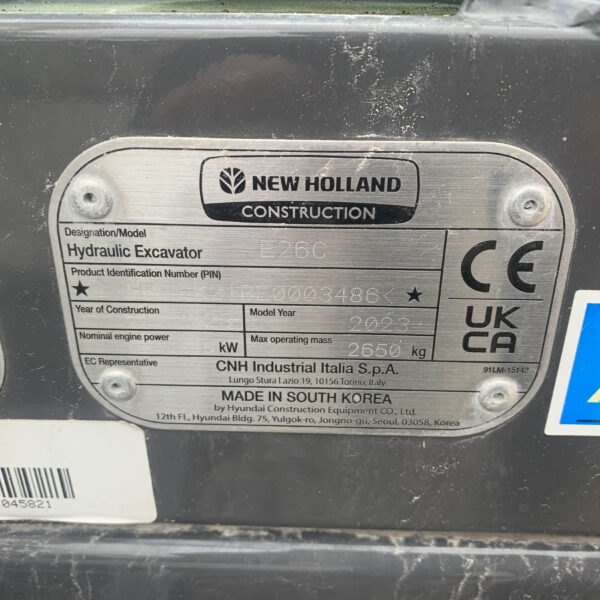 NEW HOLLAND
CONSTRUCTION
Designation/Model
Hydraulic Excavator E26C
Product Identification Number (PIN)
Year of Construction Model Year 2023
Nominal engine power kW Max operating mass 2650 kg
EC Representative CNH Industrial Italia S.p.A.
Lungo Stura Lazio 19, 10156 Torino, Italy
MADE IN SOUTH KOREA
by Hyundai Construction Equipment CO., Ltd.
12th Fl., Hyundai Bldg. 75, Yulgok-ro, Jongno-gu, Seoul, 03058, Korea
CE
UK
CA
91LM-15142
045821